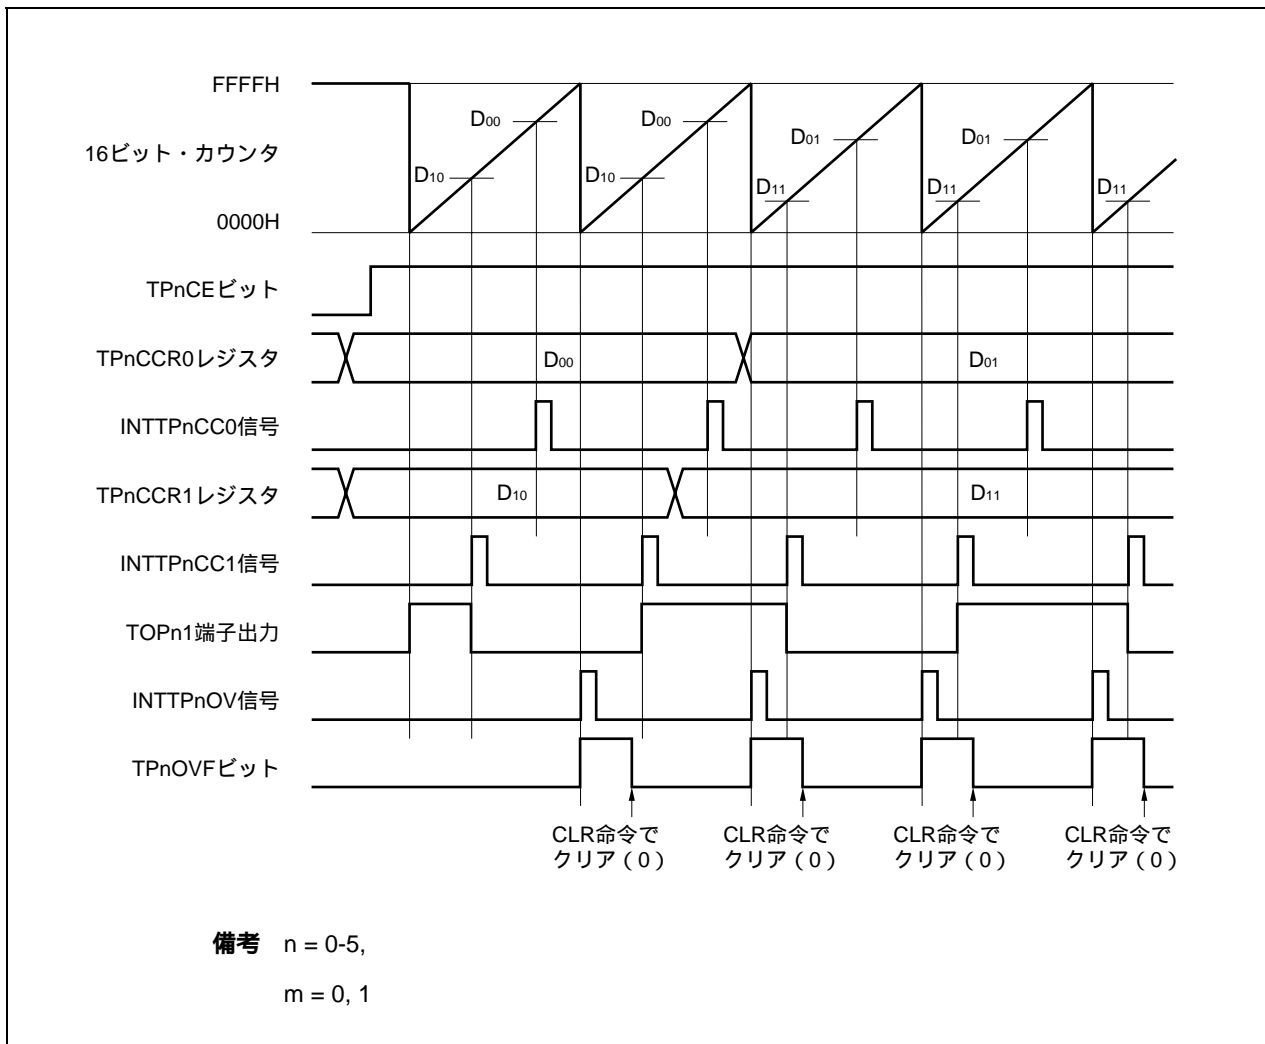 FFFFH
D00 D00 D01 D01
16ビット・カウンタ
D10 D10 D11 D11 D11
0000H
TPnCEビット
TPnCCR0レジスタ D00 D01
INTTPnCC0信号
TPnCCR1レジスタ D10 D11
INTTPnCC1信号
TOPn1端子出力
INTTPnOV信号
TPnOVFビット
CLR命令で CLR命令で CLR命令で CLR命令で
クリア（0） クリア（0） クリア（0） クリア（0）
備考 n = 0-5,
m = 0, 1